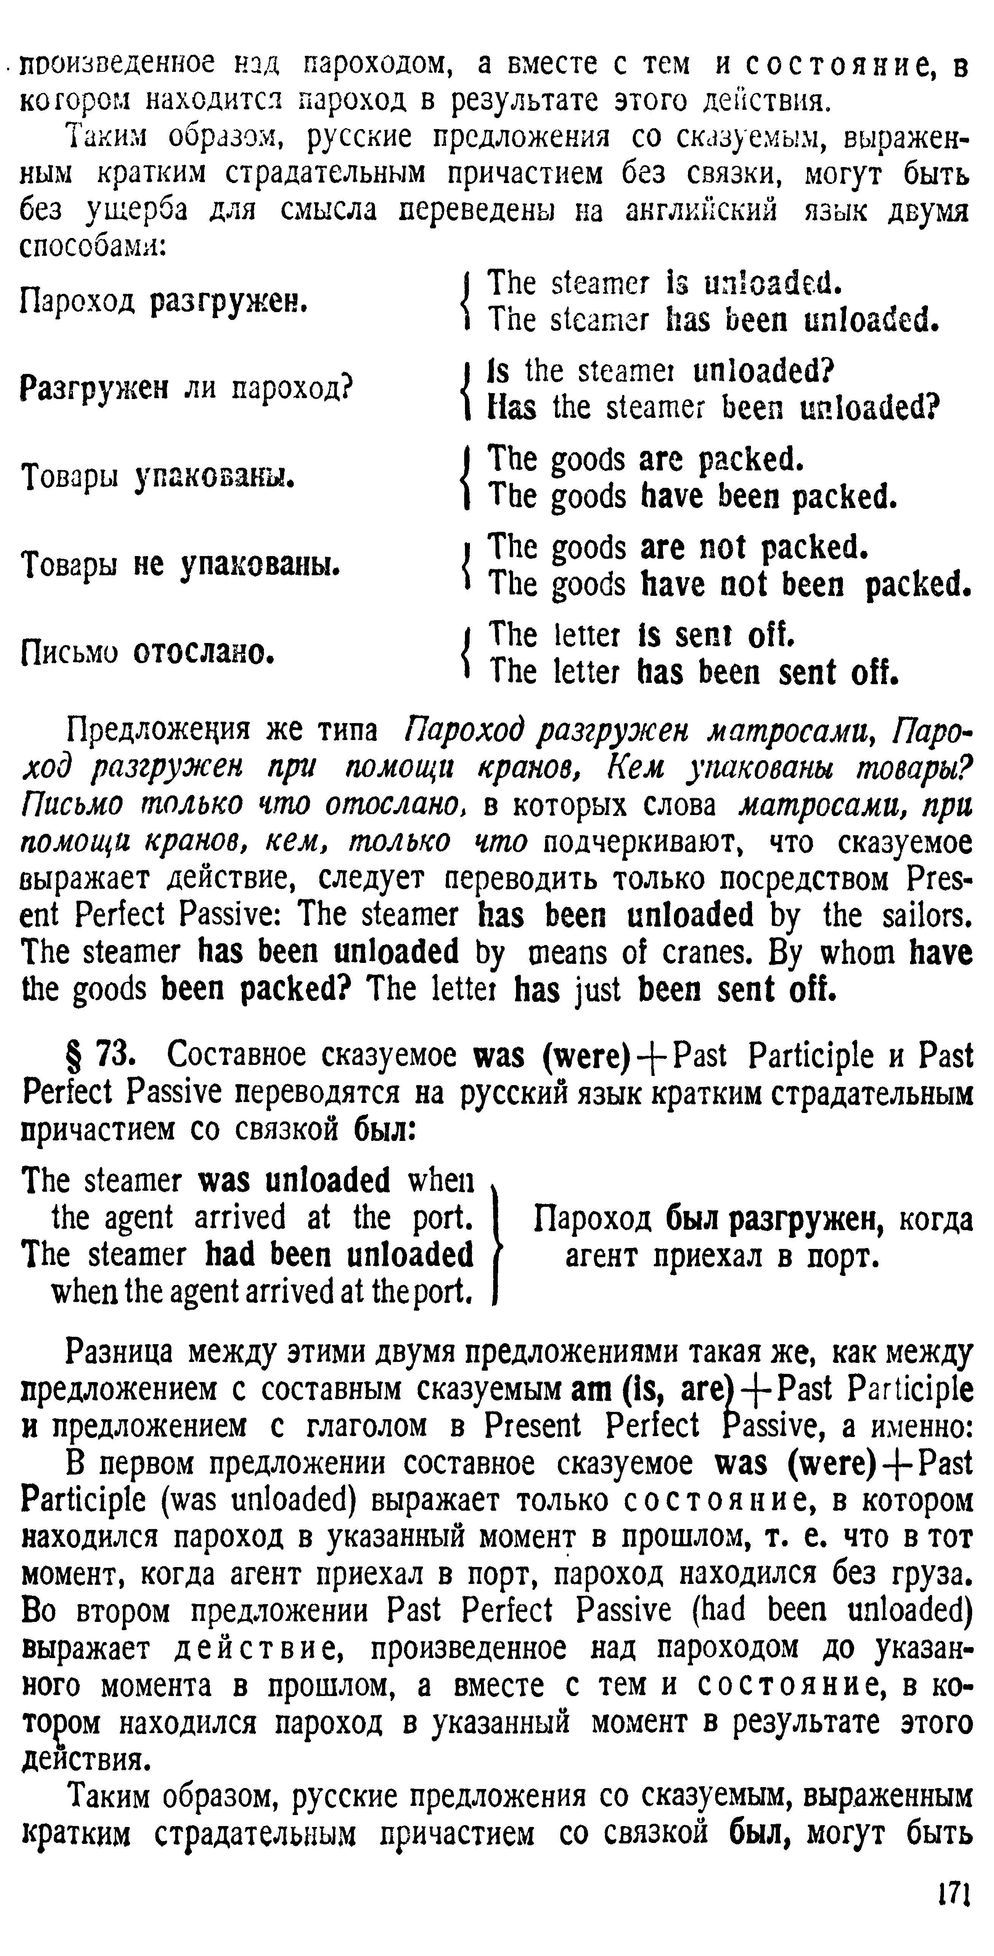 произведенное над пароходом, а вместе с тем и состояние, в
котором находится пароход в результате этого действия.
Таким образом, русские предложения со сказуемым, выражен-
ным кратким страдательным причастием без связки, могут быть
без ущерба для смысла переведены на английский язык двумя
способами:
Пароход разгружен.
{ The steamer is unloaded.
The steamer has been unloaded.
Разгружен ли пароход?
{ Is the steamer unloaded?
Has the steamer been unloaded?
Товары упакованы.
{ The goods are packed.
The goods have been packed.
Товары не упакованы.
{ The goods are not packed.
The goods have not been packed.
Письмо отослано.
{ The letter is sent off.
The letter has been sent off.
Предложения же типа Пароход разгружен матросами, Паро-
ход разгружен при помощи кранов, Кем упакованы товары?
Письмо только что отослано, в которых слова матросами, при
помощи кранов, кем, только что подчеркивают, что сказуемое
выражает действие, следует переводить только посредством Pres-
ent Perfect Passive: The steamer has been unloaded by the sailors.
The steamer has been unloaded by means of cranes. By whom have
the goods been packed? The letter has just been sent off.
§ 73. Составное сказуемое was (were)+Past Participle и Past
Perfect Passive переводятся на русский язык кратким страдательным
причастием со связкой был:
The steamer was unloaded when
the agent arrived at the port.
The steamer had been unloaded
when the agent arrived at the port. }
Пароход был разгружен, когда
агент приехал в порт.
Разница между этими двумя предложениями такая же, как между
предложением с составным сказуемым am (is, are)+Past Participle
и предложением с глаголом в Present Perfect Passive, а именно:
В первом предложении составное сказуемое was (were)+Past
Participle (was unloaded) выражает только состояние, в котором
находился пароход в указанный момент в прошлом, т. е. что в тот
момент, когда агент приехал в порт, пароход находился без груза.
Во втором предложении Past Perfect Passive (had been unloaded)
выражает действие, произведенное над пароходом до указан-
ного момента в прошлом, а вместе с тем и состояние, в ко-
тором находился пароход в указанный момент в результате этого
действия.
Таким образом, русские предложения со сказуемым, выраженным
кратким страдательным причастием со связкой был, могут быть
171